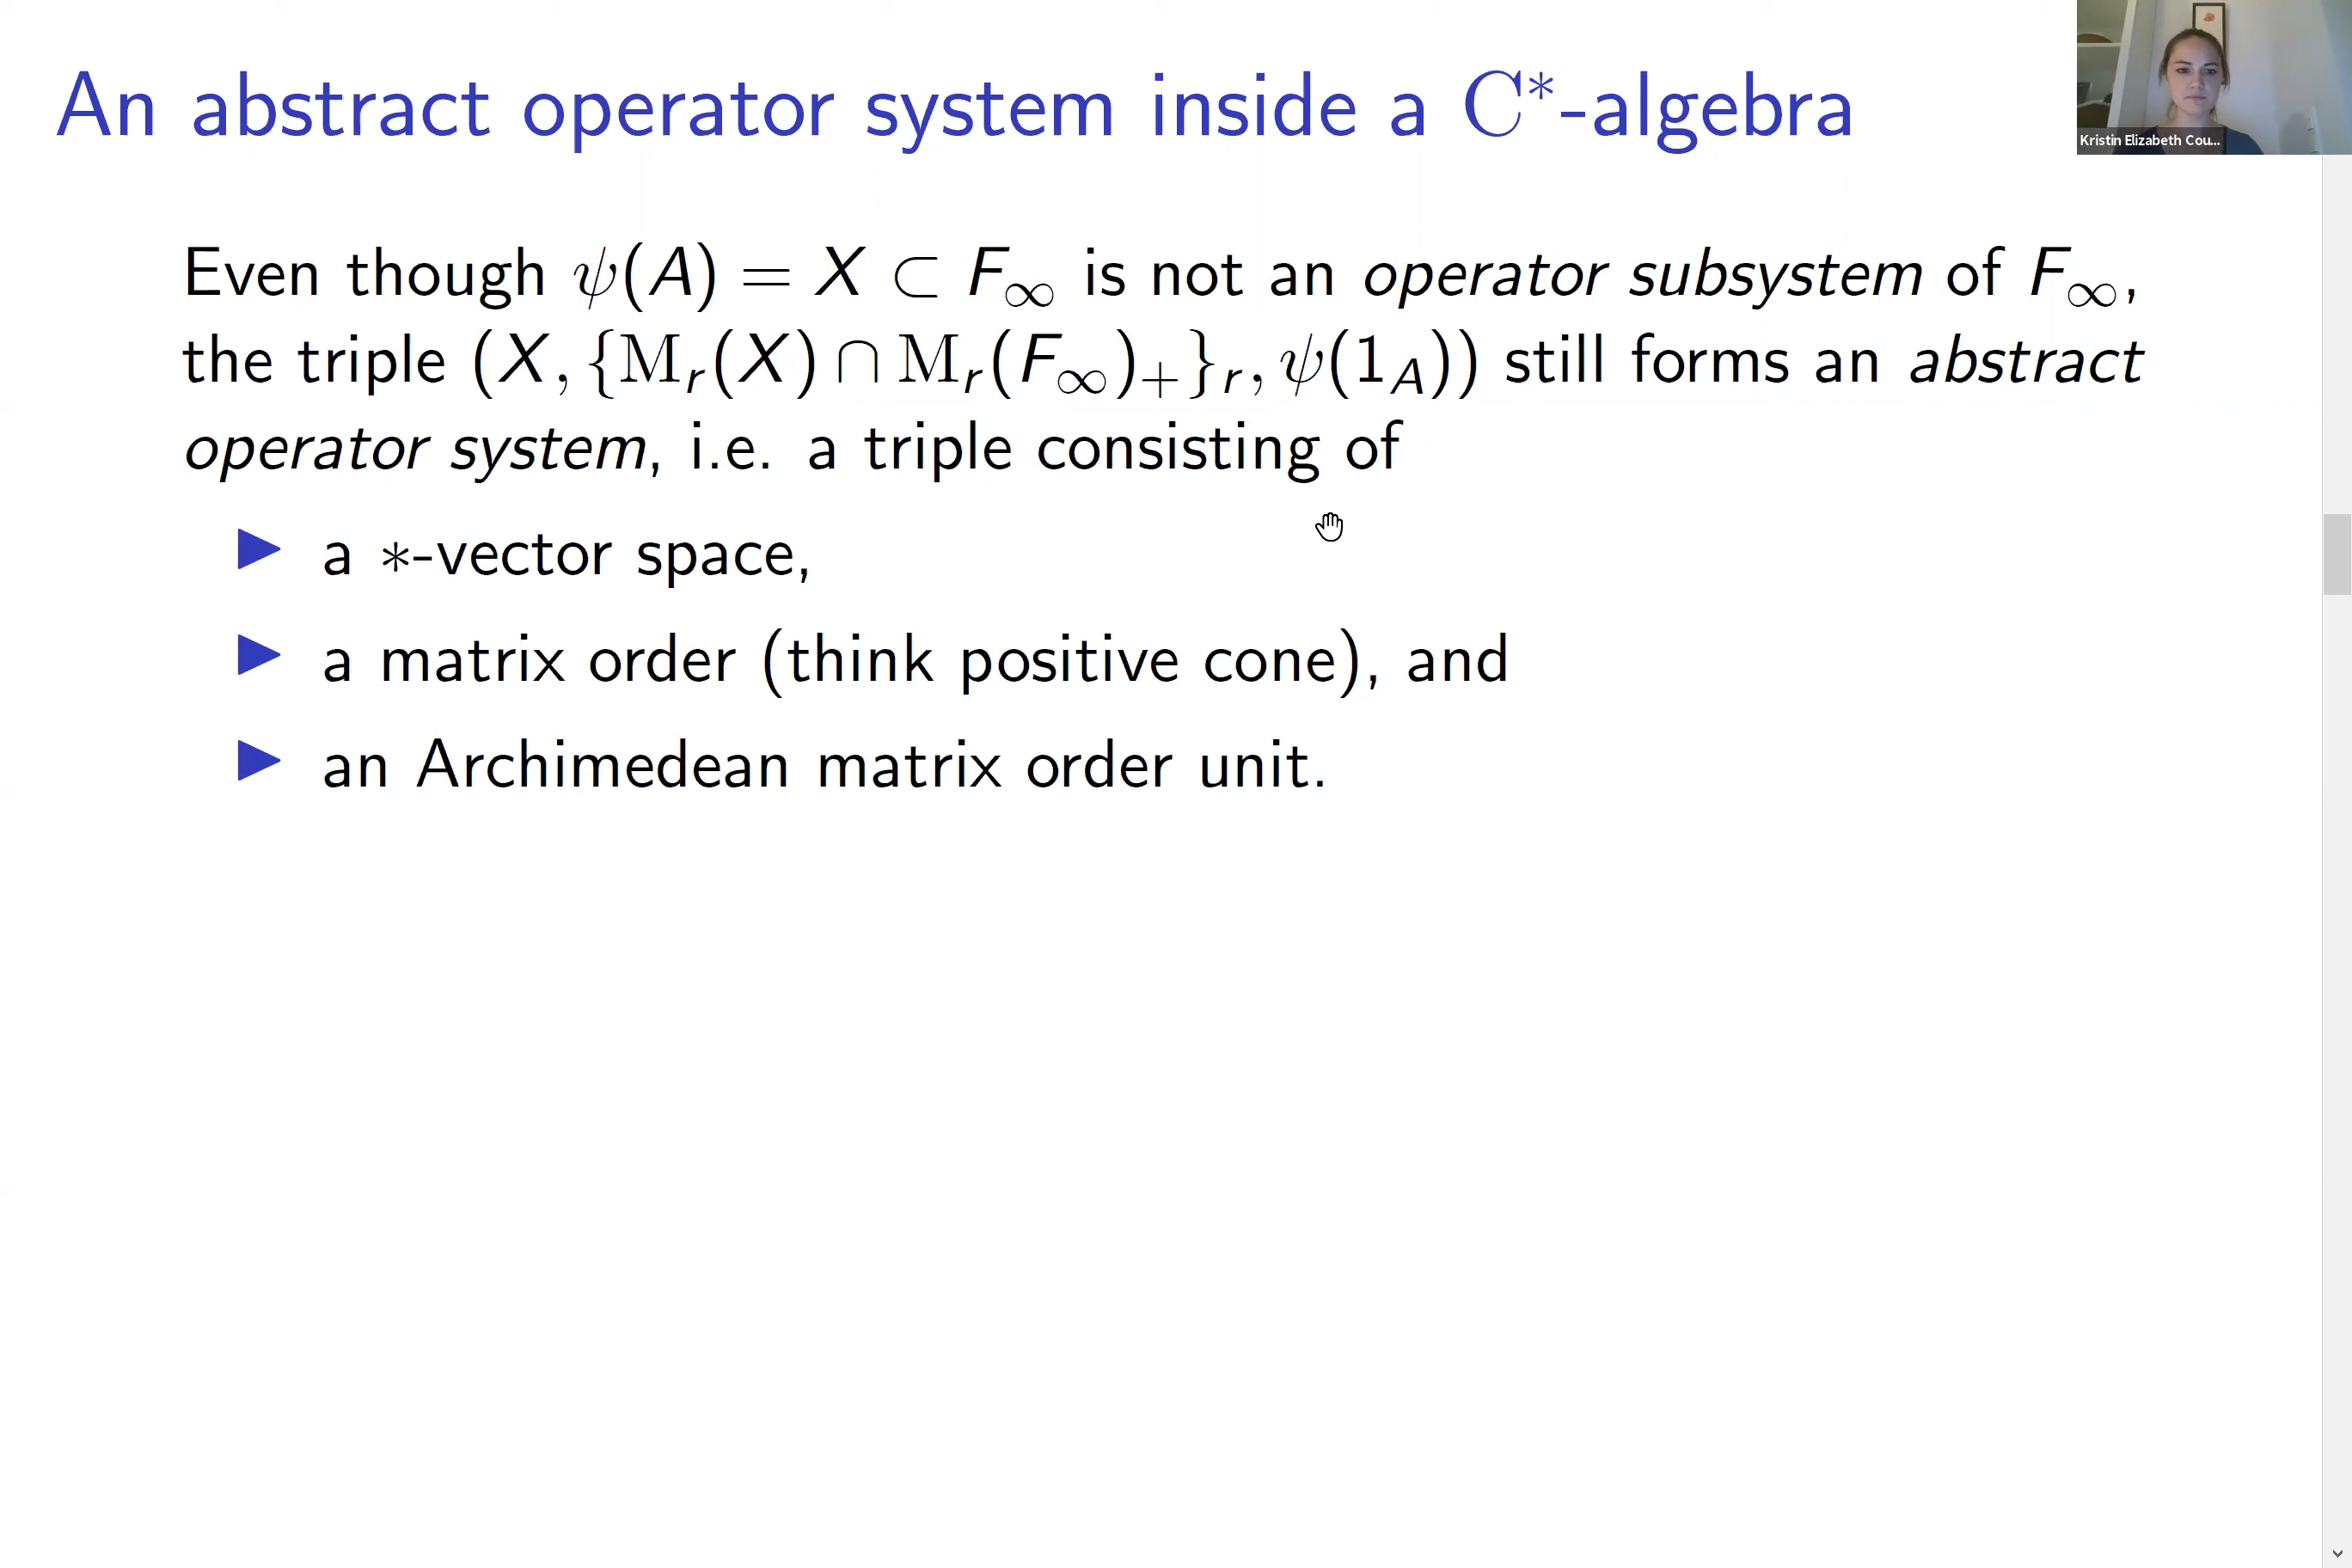 An abstract operator system inside a C*-algebra
Kristin Elizabeth Cou...
Even though ψ(A) = X ⊂ F∞ is not an operator subsystem of F∞,
the triple (X, {Mᵣ(X) ∩ Mᵣ(F∞)₊}ᵣ, ψ(1_A)) still forms an abstract
operator system, i.e. a triple consisting of
▶ a *-vector space,
▶ a matrix order (think positive cone), and
▶ an Archimedean matrix order unit.